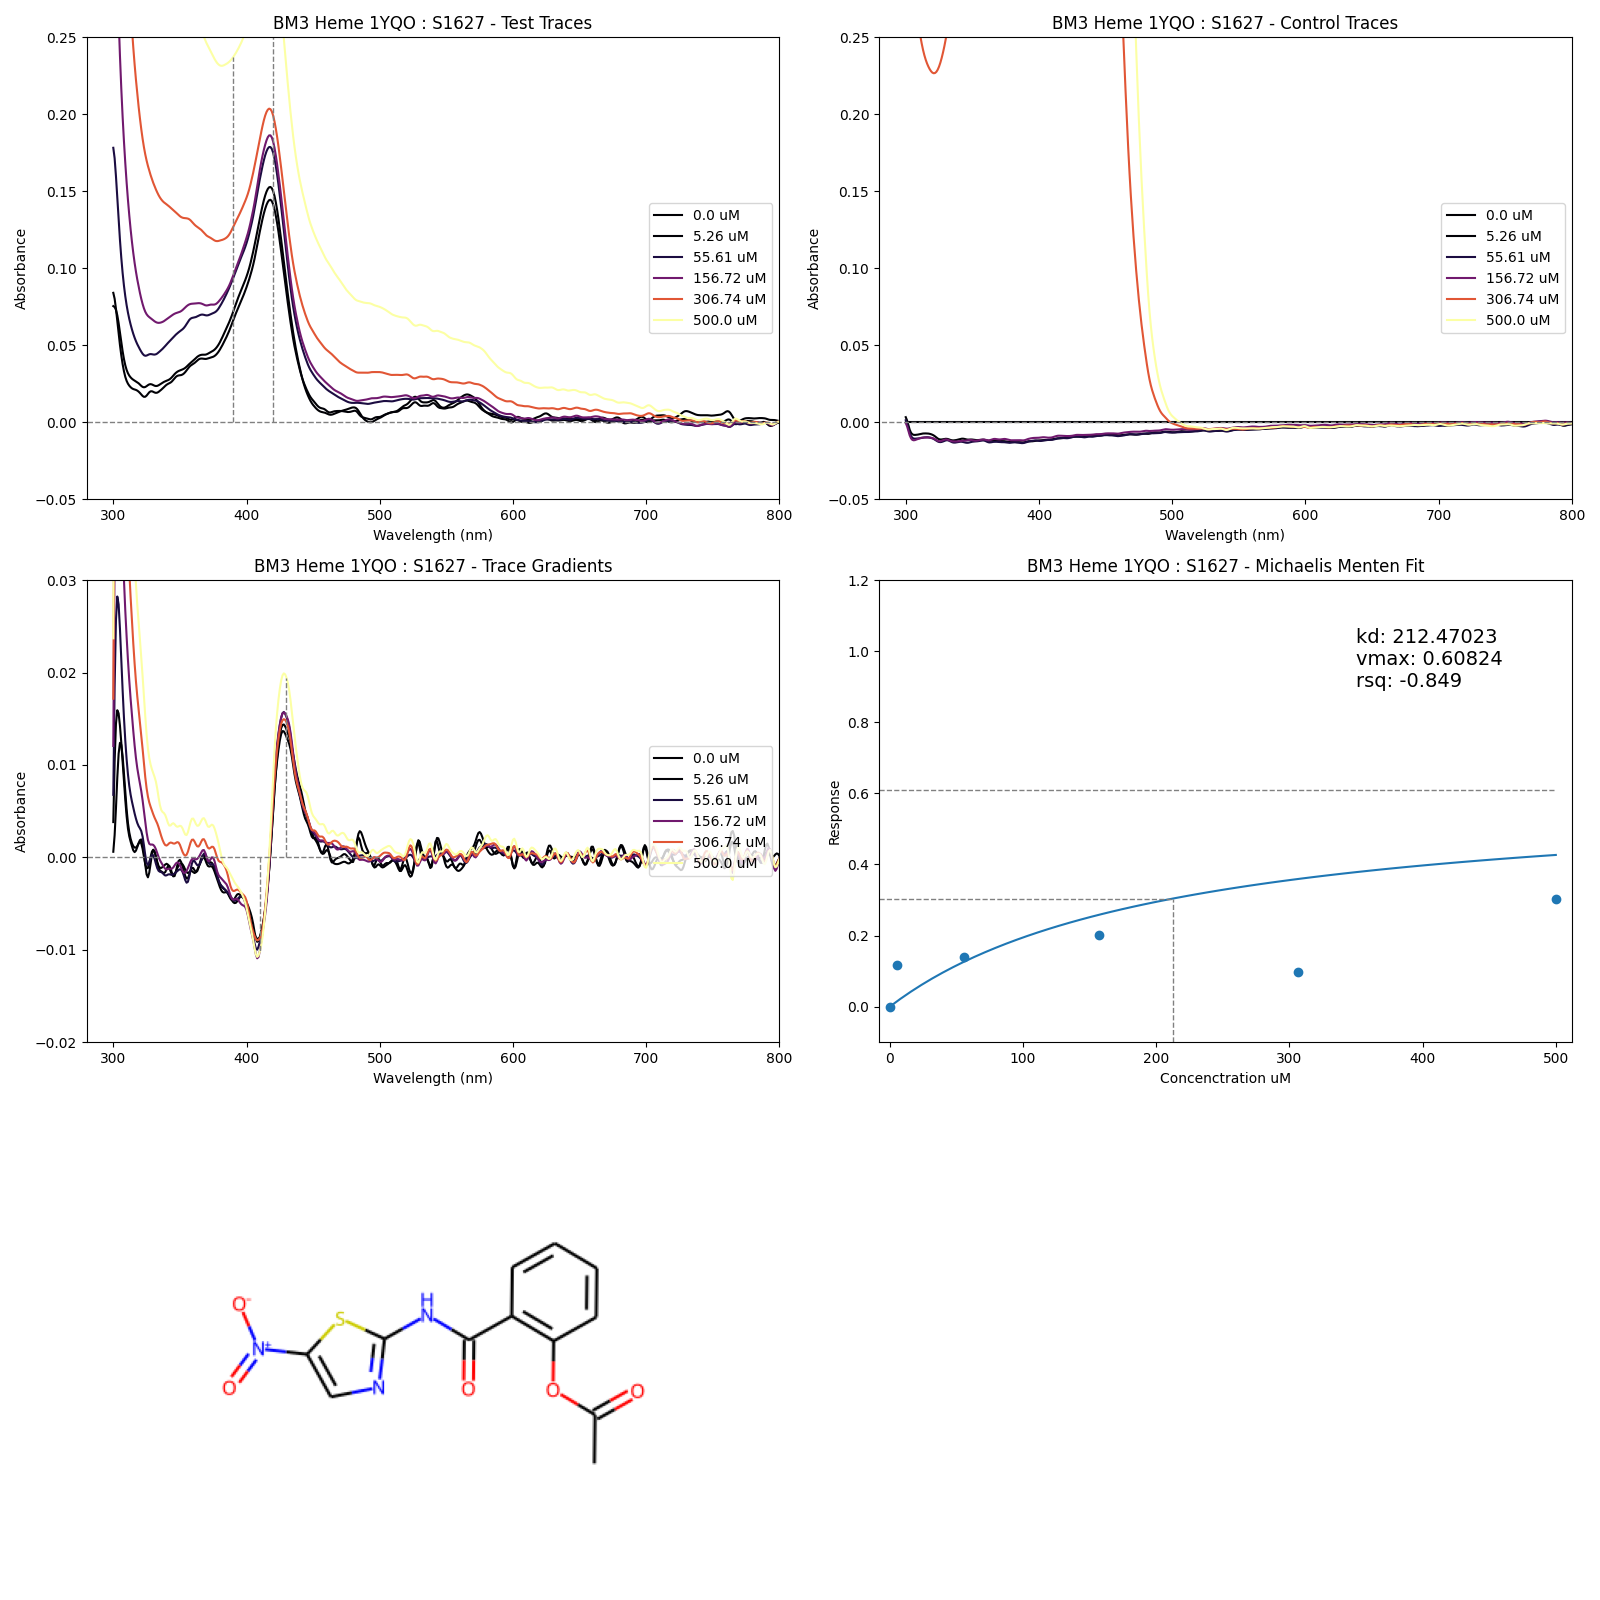 BM3 Heme 1YQO : S1627 - Test Traces
0.25
0.20
0.15
0.10
0.05
0.00
−0.05
Absorbance
300
400
500
600
700
800
Wavelength (nm)
0.0 uM
5.26 uM
55.61 uM
156.72 uM
306.74 uM
500.0 uM
BM3 Heme 1YQO : S1627 - Control Traces
0.25
0.20
0.15
0.10
0.05
0.00
−0.05
Absorbance
300
400
500
600
700
800
Wavelength (nm)
0.0 uM
5.26 uM
55.61 uM
156.72 uM
306.74 uM
500.0 uM
BM3 Heme 1YQO : S1627 - Trace Gradients
0.03
0.02
0.01
0.00
−0.01
−0.02
Absorbance
300
400
500
600
700
800
Wavelength (nm)
0.0 uM
5.26 uM
55.61 uM
156.72 uM
306.74 uM
500.0 uM
BM3 Heme 1YQO : S1627 - Michaelis Menten Fit
1.2
1.0
0.8
0.6
0.4
0.2
0.0
Response
kd: 212.47023
vmax: 0.60824
rsq: -0.849
0
100
200
300
400
500
Concenctration uM
O-
N+
O
S
N
H
N
O
O
O